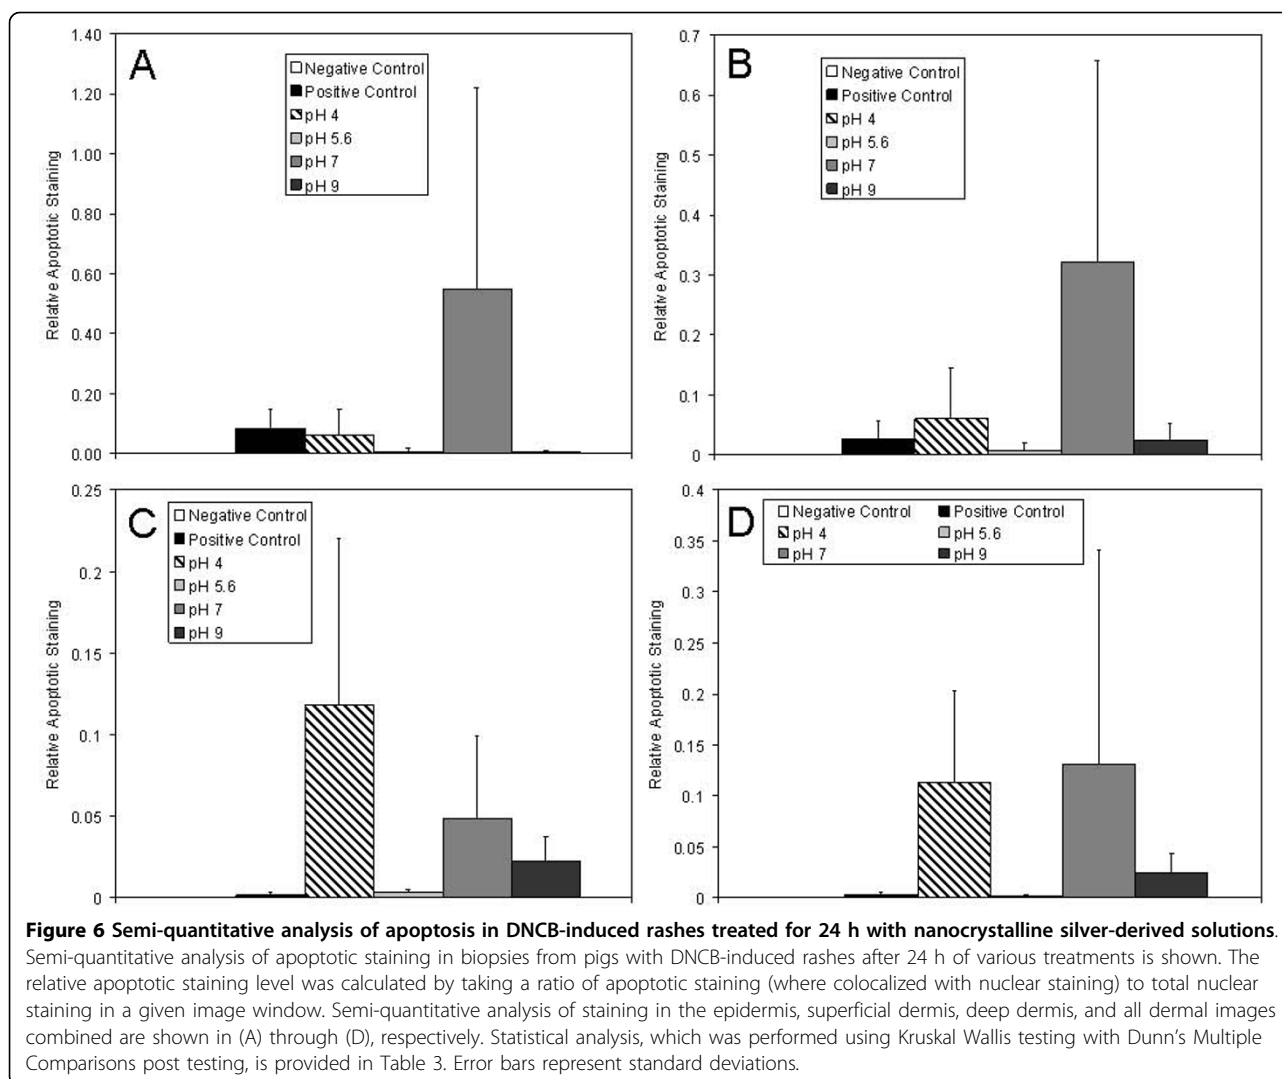 A
1.40
1.20
1.00
0.80
0.60
0.40
0.20
0.00
Relative Apoptotic Staining
Negative Control
Positive Control
pH 4
pH 5.6
pH 7
pH 9
B
0.7
0.6
0.5
0.4
0.3
0.2
0.1
0
Relative Apoptotic Staining
Negative Control
Positive Control
pH 4
pH 5.6
pH 7
pH 9
C
0.25
0.2
0.15
0.1
0.05
0
Relative Apoptotic Staining
Negative Control
Positive Control
pH 4
pH 5.6
pH 7
pH 9
D
0.4
0.35
0.3
0.25
0.2
0.15
0.1
0.05
0
Relative Apoptotic Staining
Negative Control Positive Control
pH 4 pH 5.6
pH 7 pH 9
Figure 6 Semi-quantitative analysis of apoptosis in DNCB-induced rashes treated for 24 h with nanocrystalline silver-derived solutions.
Semi-quantitative analysis of apoptotic staining in biopsies from pigs with DNCB-induced rashes after 24 h of various treatments is shown. The
relative apoptotic staining level was calculated by taking a ratio of apoptotic staining (where colocalized with nuclear staining) to total nuclear
staining in a given image window. Semi-quantitative analysis of staining in the epidermis, superficial dermis, deep dermis, and all dermal images
combined are shown in (A) through (D), respectively. Statistical analysis, which was performed using Kruskal Wallis testing with Dunn's Multiple
Comparisons post testing, is provided in Table 3. Error bars represent standard deviations.